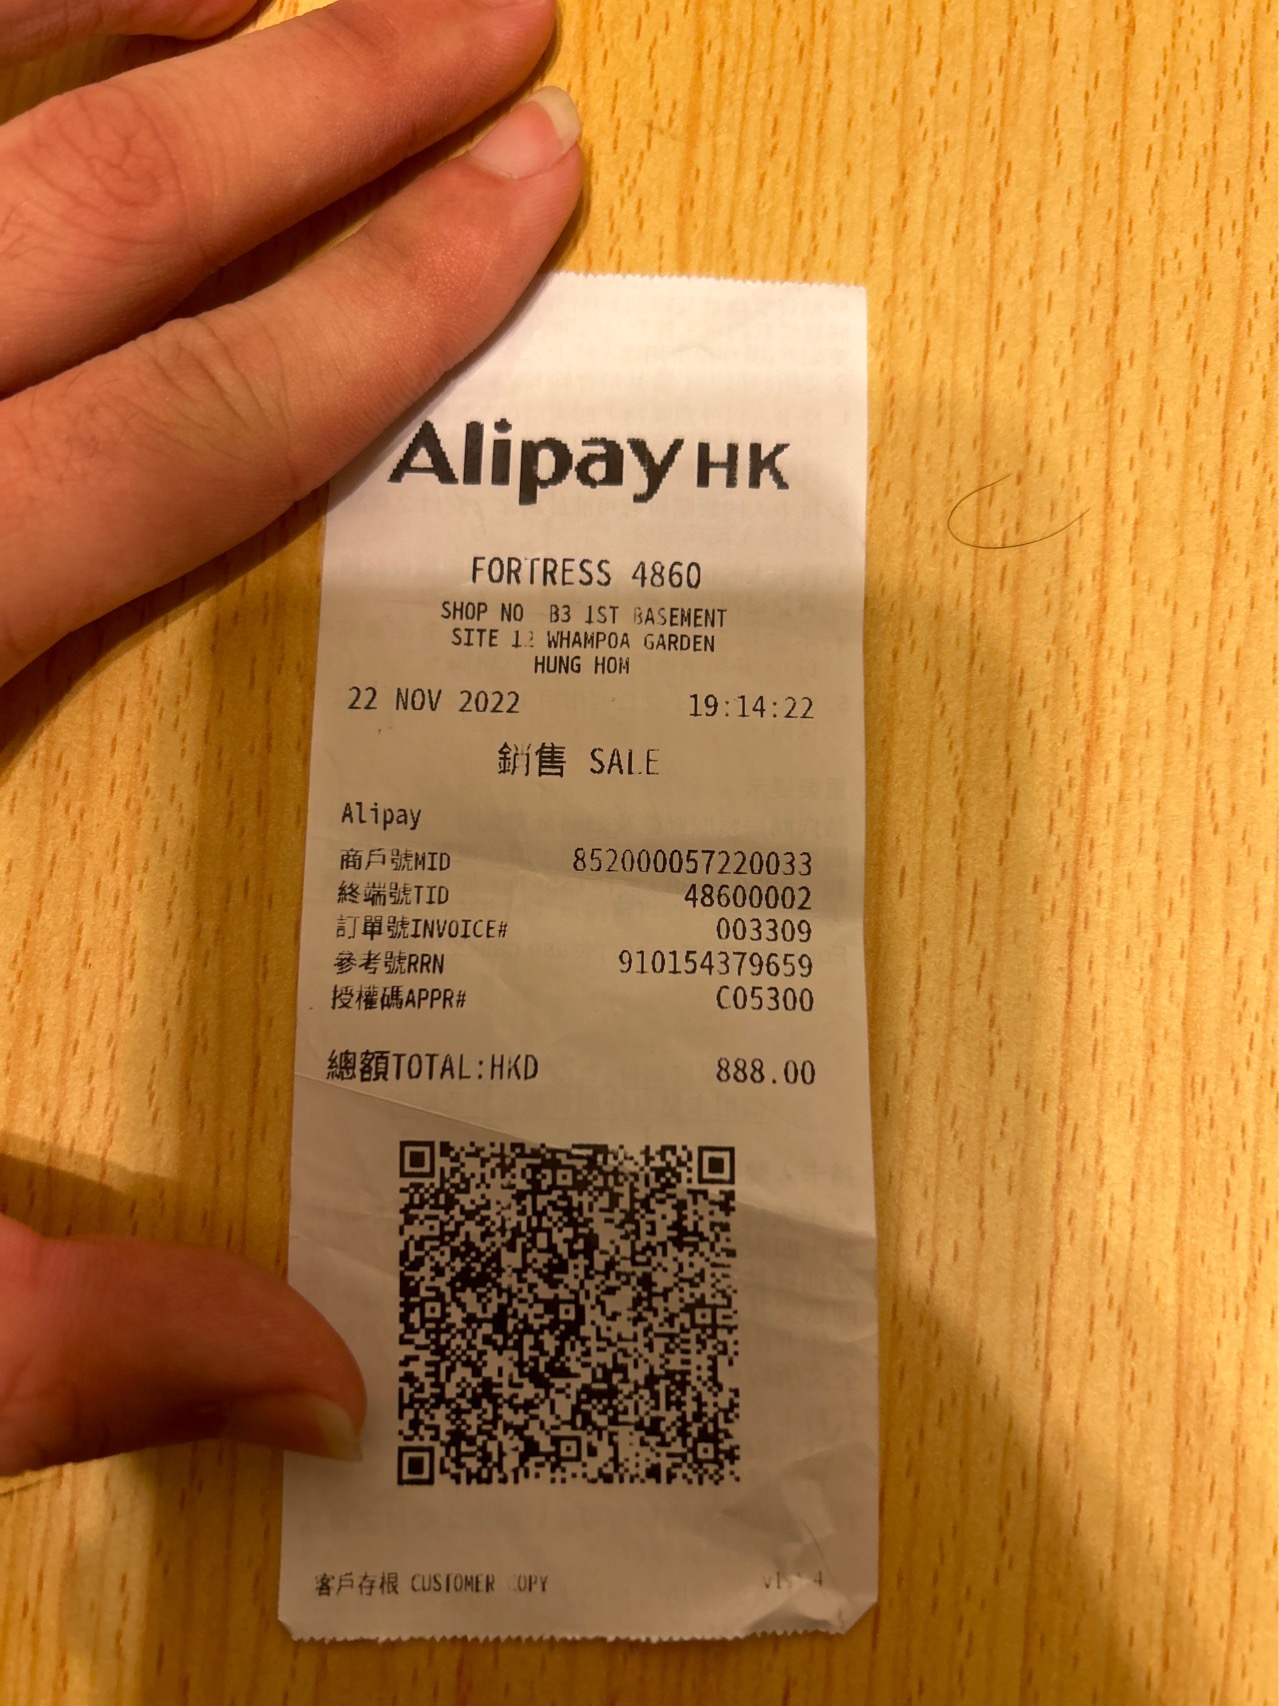 Alipay HK
FORTRESS 4860
SHOP NO B3 1ST BASEMENT
SITE WHAMPOA GARDEN
HUNG HOM
22 NOV 2022 19:14:22
銷售 SALE
Alipay
商戶號MID 852000057220033
終端號TID 48600002
訂單號INVOICE# 003309
參考號RRN 910154379659
授權碼APPR# C05300
總額TOTAL:HKD 888.00
客戶存根 CUSTOMER COPY